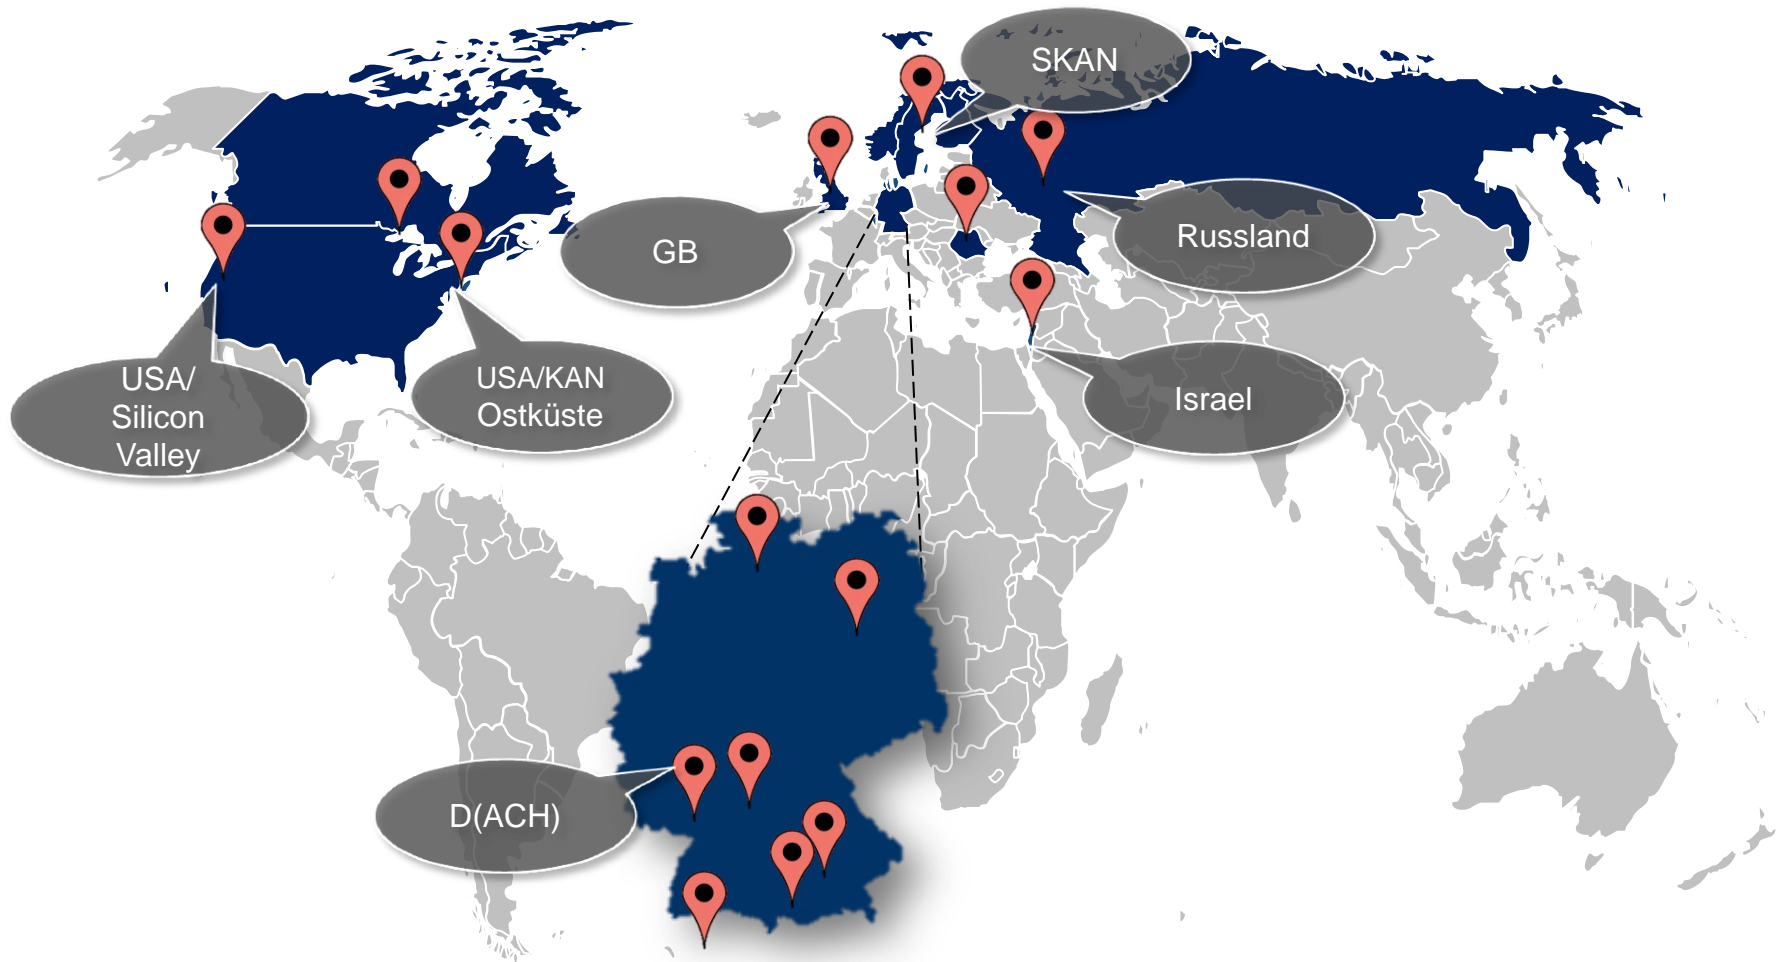 SKAN
GB
Russland
USA/
Silicon
Valley
USA/KAN
Ostküste
Israel
D(ACH)